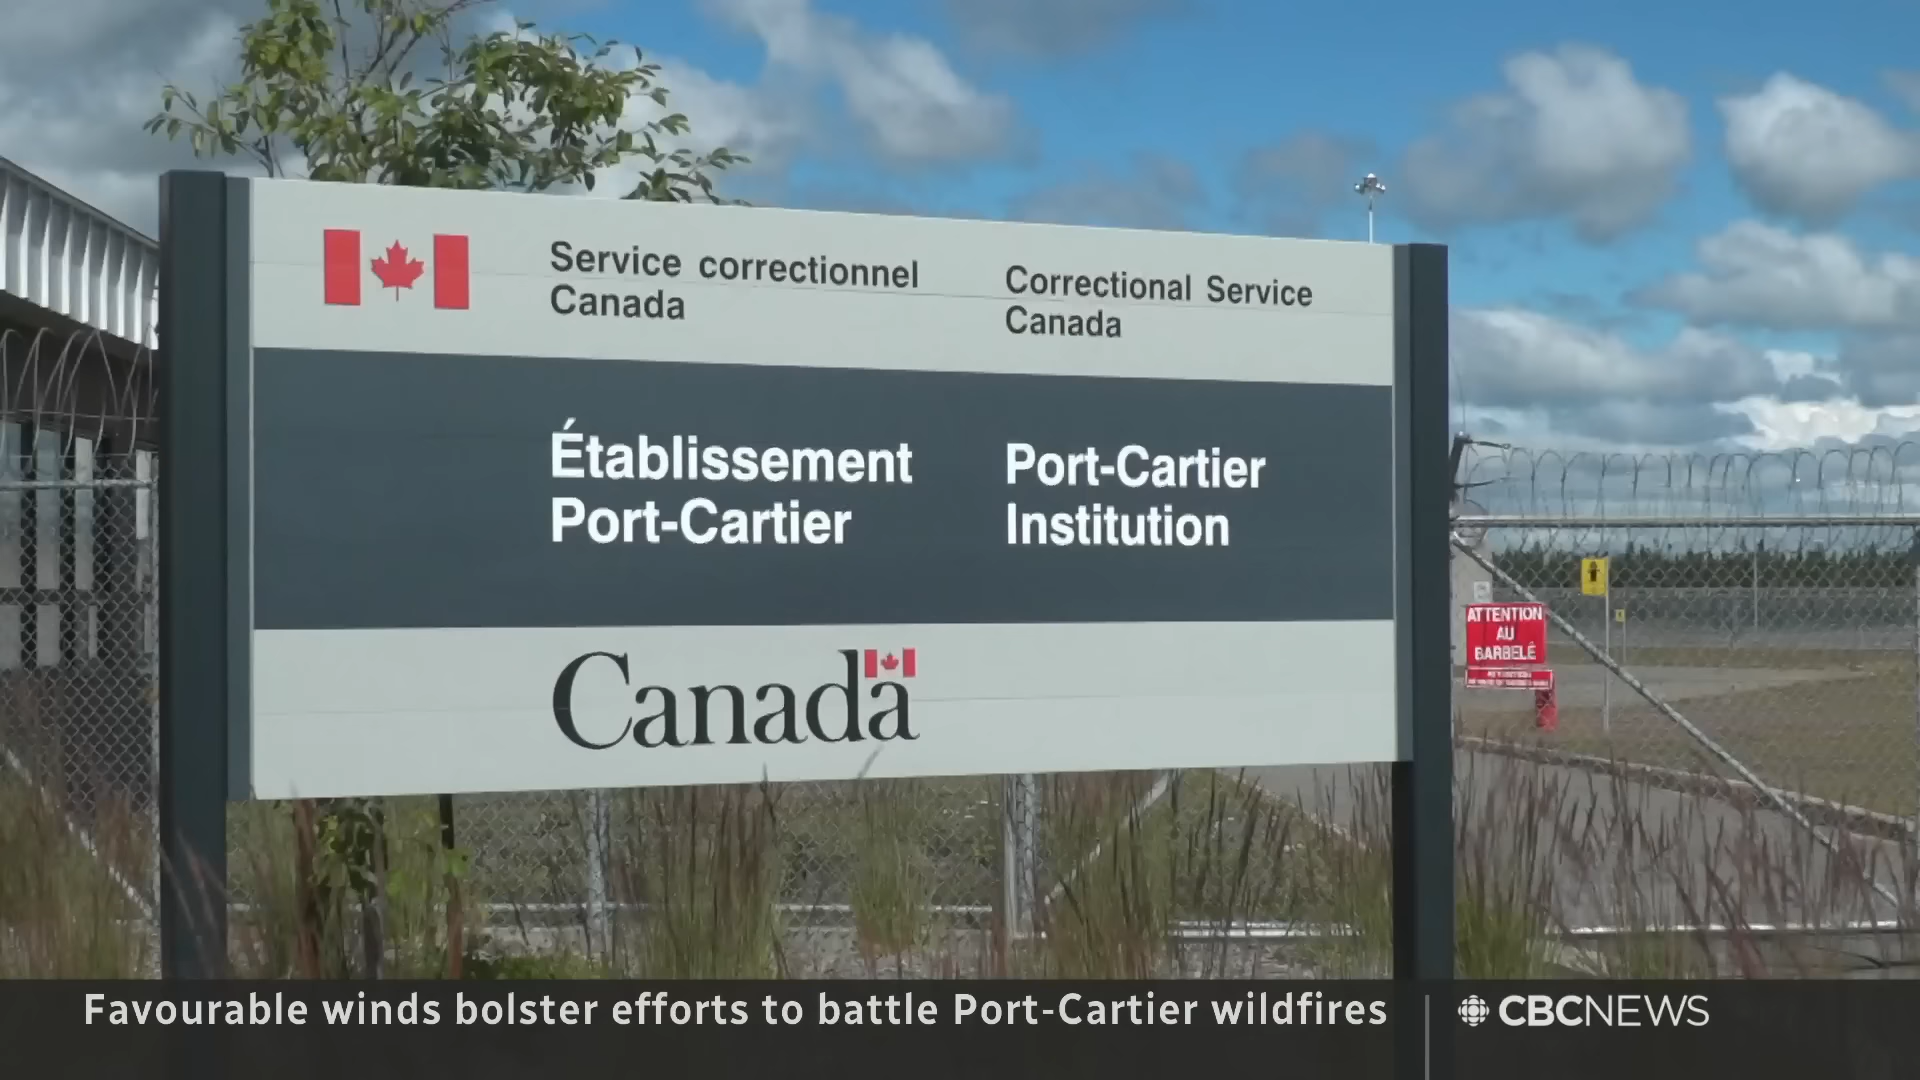 Service correctionnel
Canada
Correctional Service
Canada
Établissement
Port-Cartier
Port-Cartier
Institution
Canada
ATTENTION
AU
BARBELÉ
Favourable winds bolster efforts to battle Port-Cartier wildfires
CBCNEWS